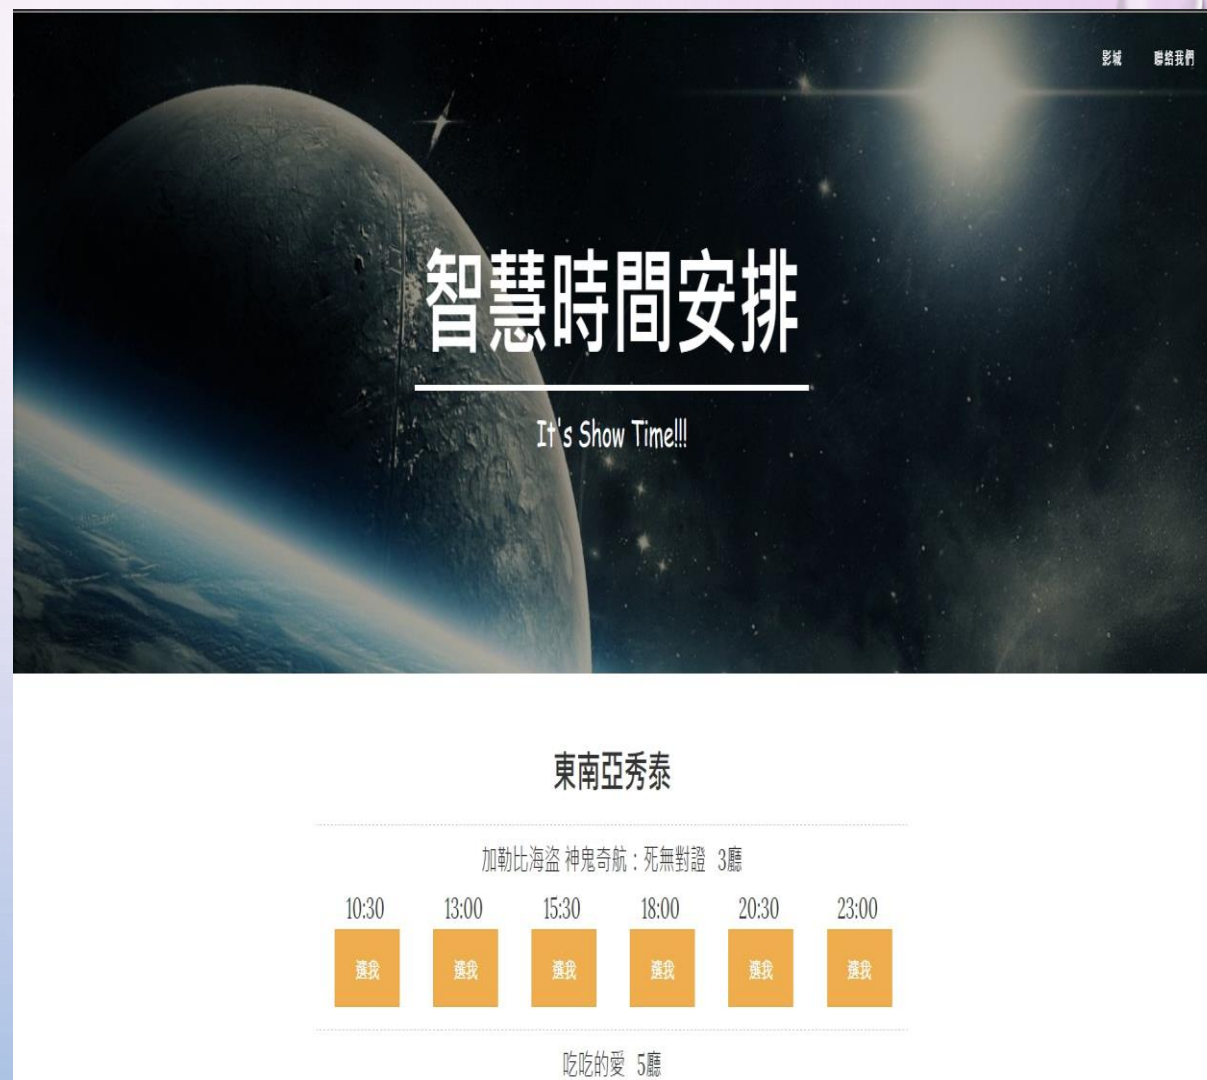 影城 聯絡我們
智慧時間安排
It's Show Time!!!
東南亞秀泰
加勒比海盜 神鬼奇航：死無對證 3廳
10:30 13:00 15:30 18:00 20:30 23:00
選我 選我 選我 選我 選我 選我
吃吃的愛 5廳